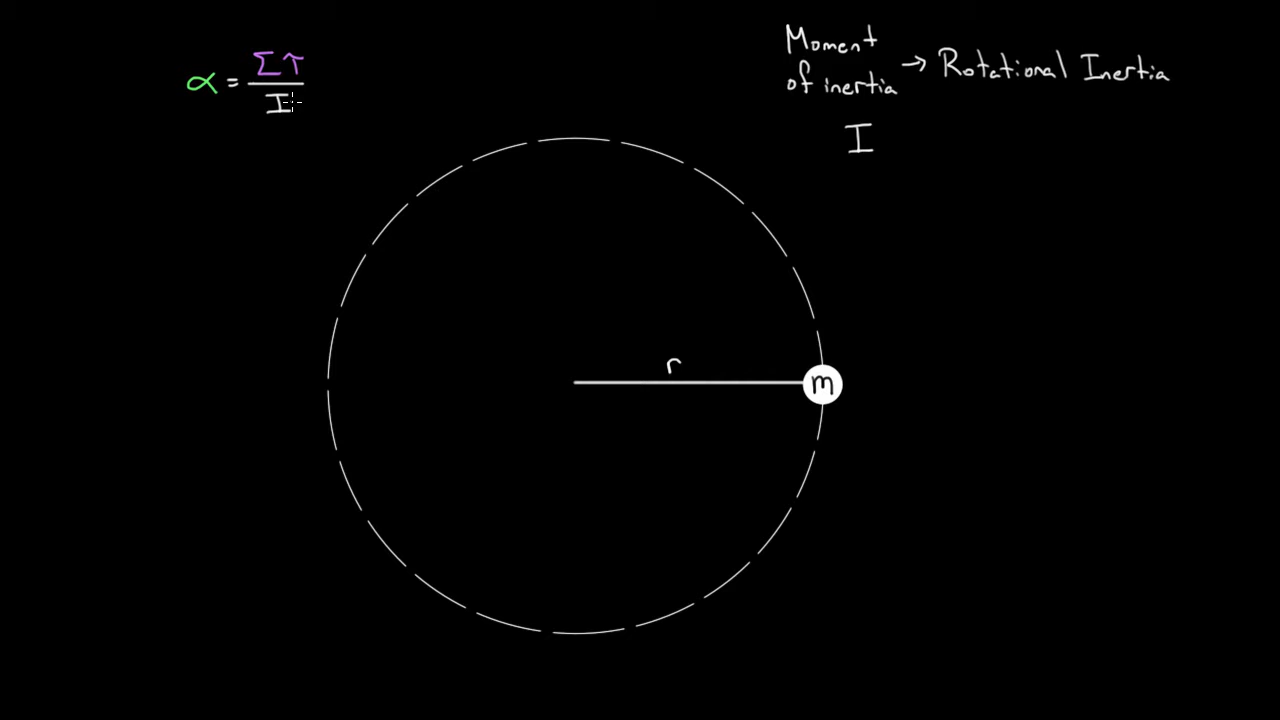 α = Στ / I
Moment
of inertia → Rotational Inertia
I
r
m